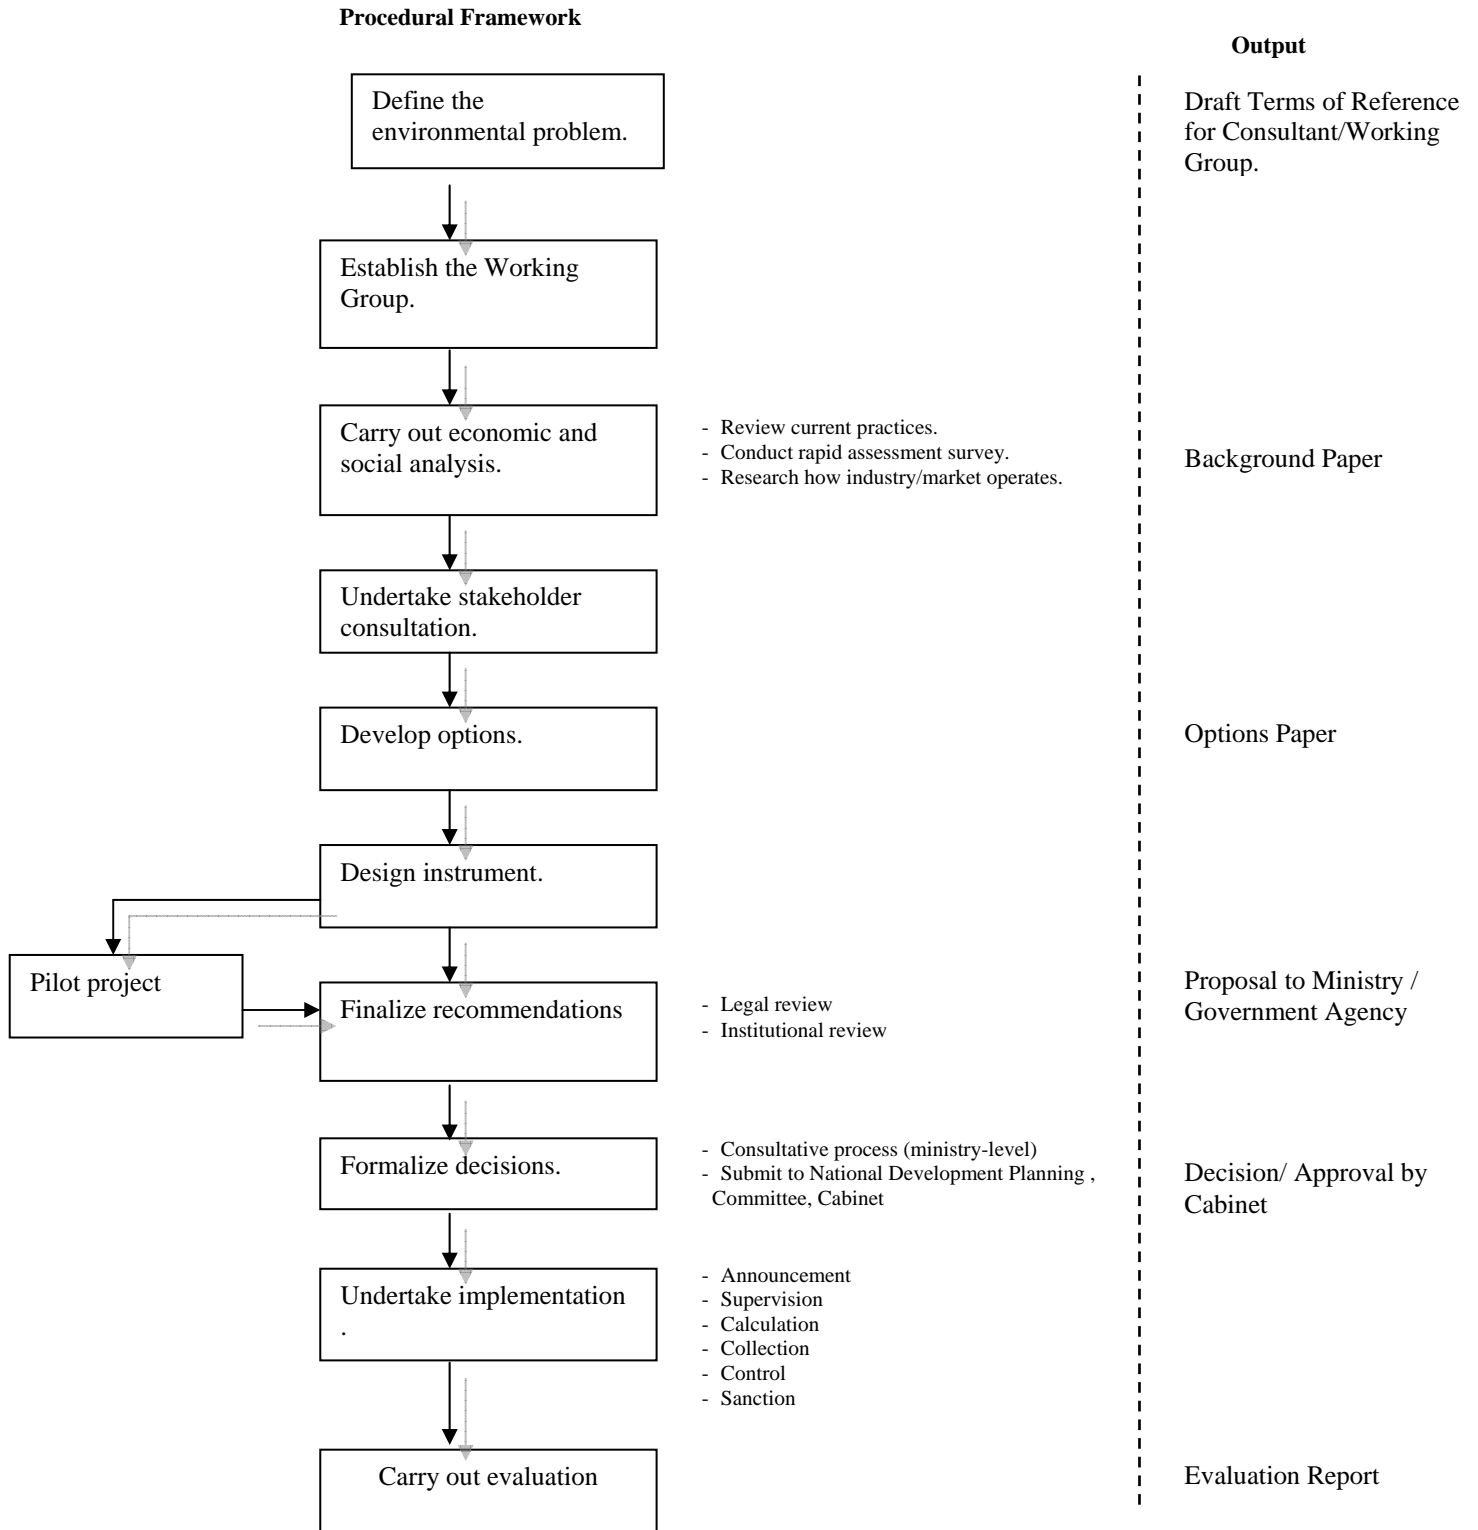 Procedural Framework
Output
Define the
environmental problem.
Draft Terms of Reference
for Consultant/Working
Group.
Establish the Working
Group.
Carry out economic and
social analysis.
- Review current practices.
- Conduct rapid assessment survey.
- Research how industry/market operates.
Background Paper
Undertake stakeholder
consultation.
Develop options.
Options Paper
Design instrument.
Pilot project
Finalize recommendations
- Legal review
- Institutional review
Proposal to Ministry /
Government Agency
Formalize decisions.
- Consultative process (ministry-level)
- Submit to National Development Planning ,
Committee, Cabinet
Decision/ Approval by
Cabinet
Undertake implementation
.
- Announcement
- Supervision
- Calculation
- Collection
- Control
- Sanction
Carry out evaluation
Evaluation Report